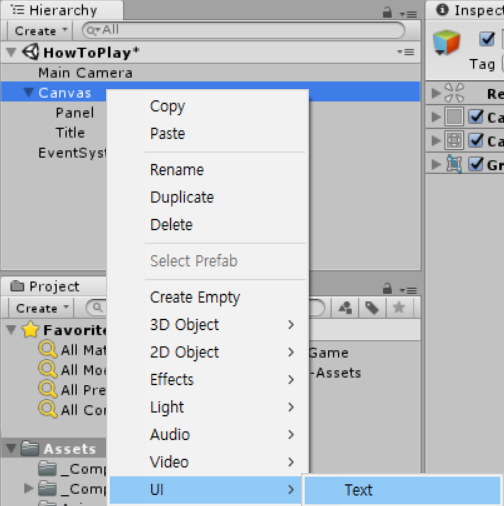 Hierarchy
Create
All
HowToPlay*
Main Camera
Canvas
Panel
Title
EventSys
Inspect
Tag
Re
Ca
Ca
Gr
Copy
Paste
Rename
Duplicate
Delete
Select Prefab
Create Empty
3D Object
2D Object
Effects
Light
Audio
Video
UI
Text
Project
Create
Favorite
All Mat
All Mod
All Pre
All Con
Game
-Assets
Assets
_Comp
_Comp